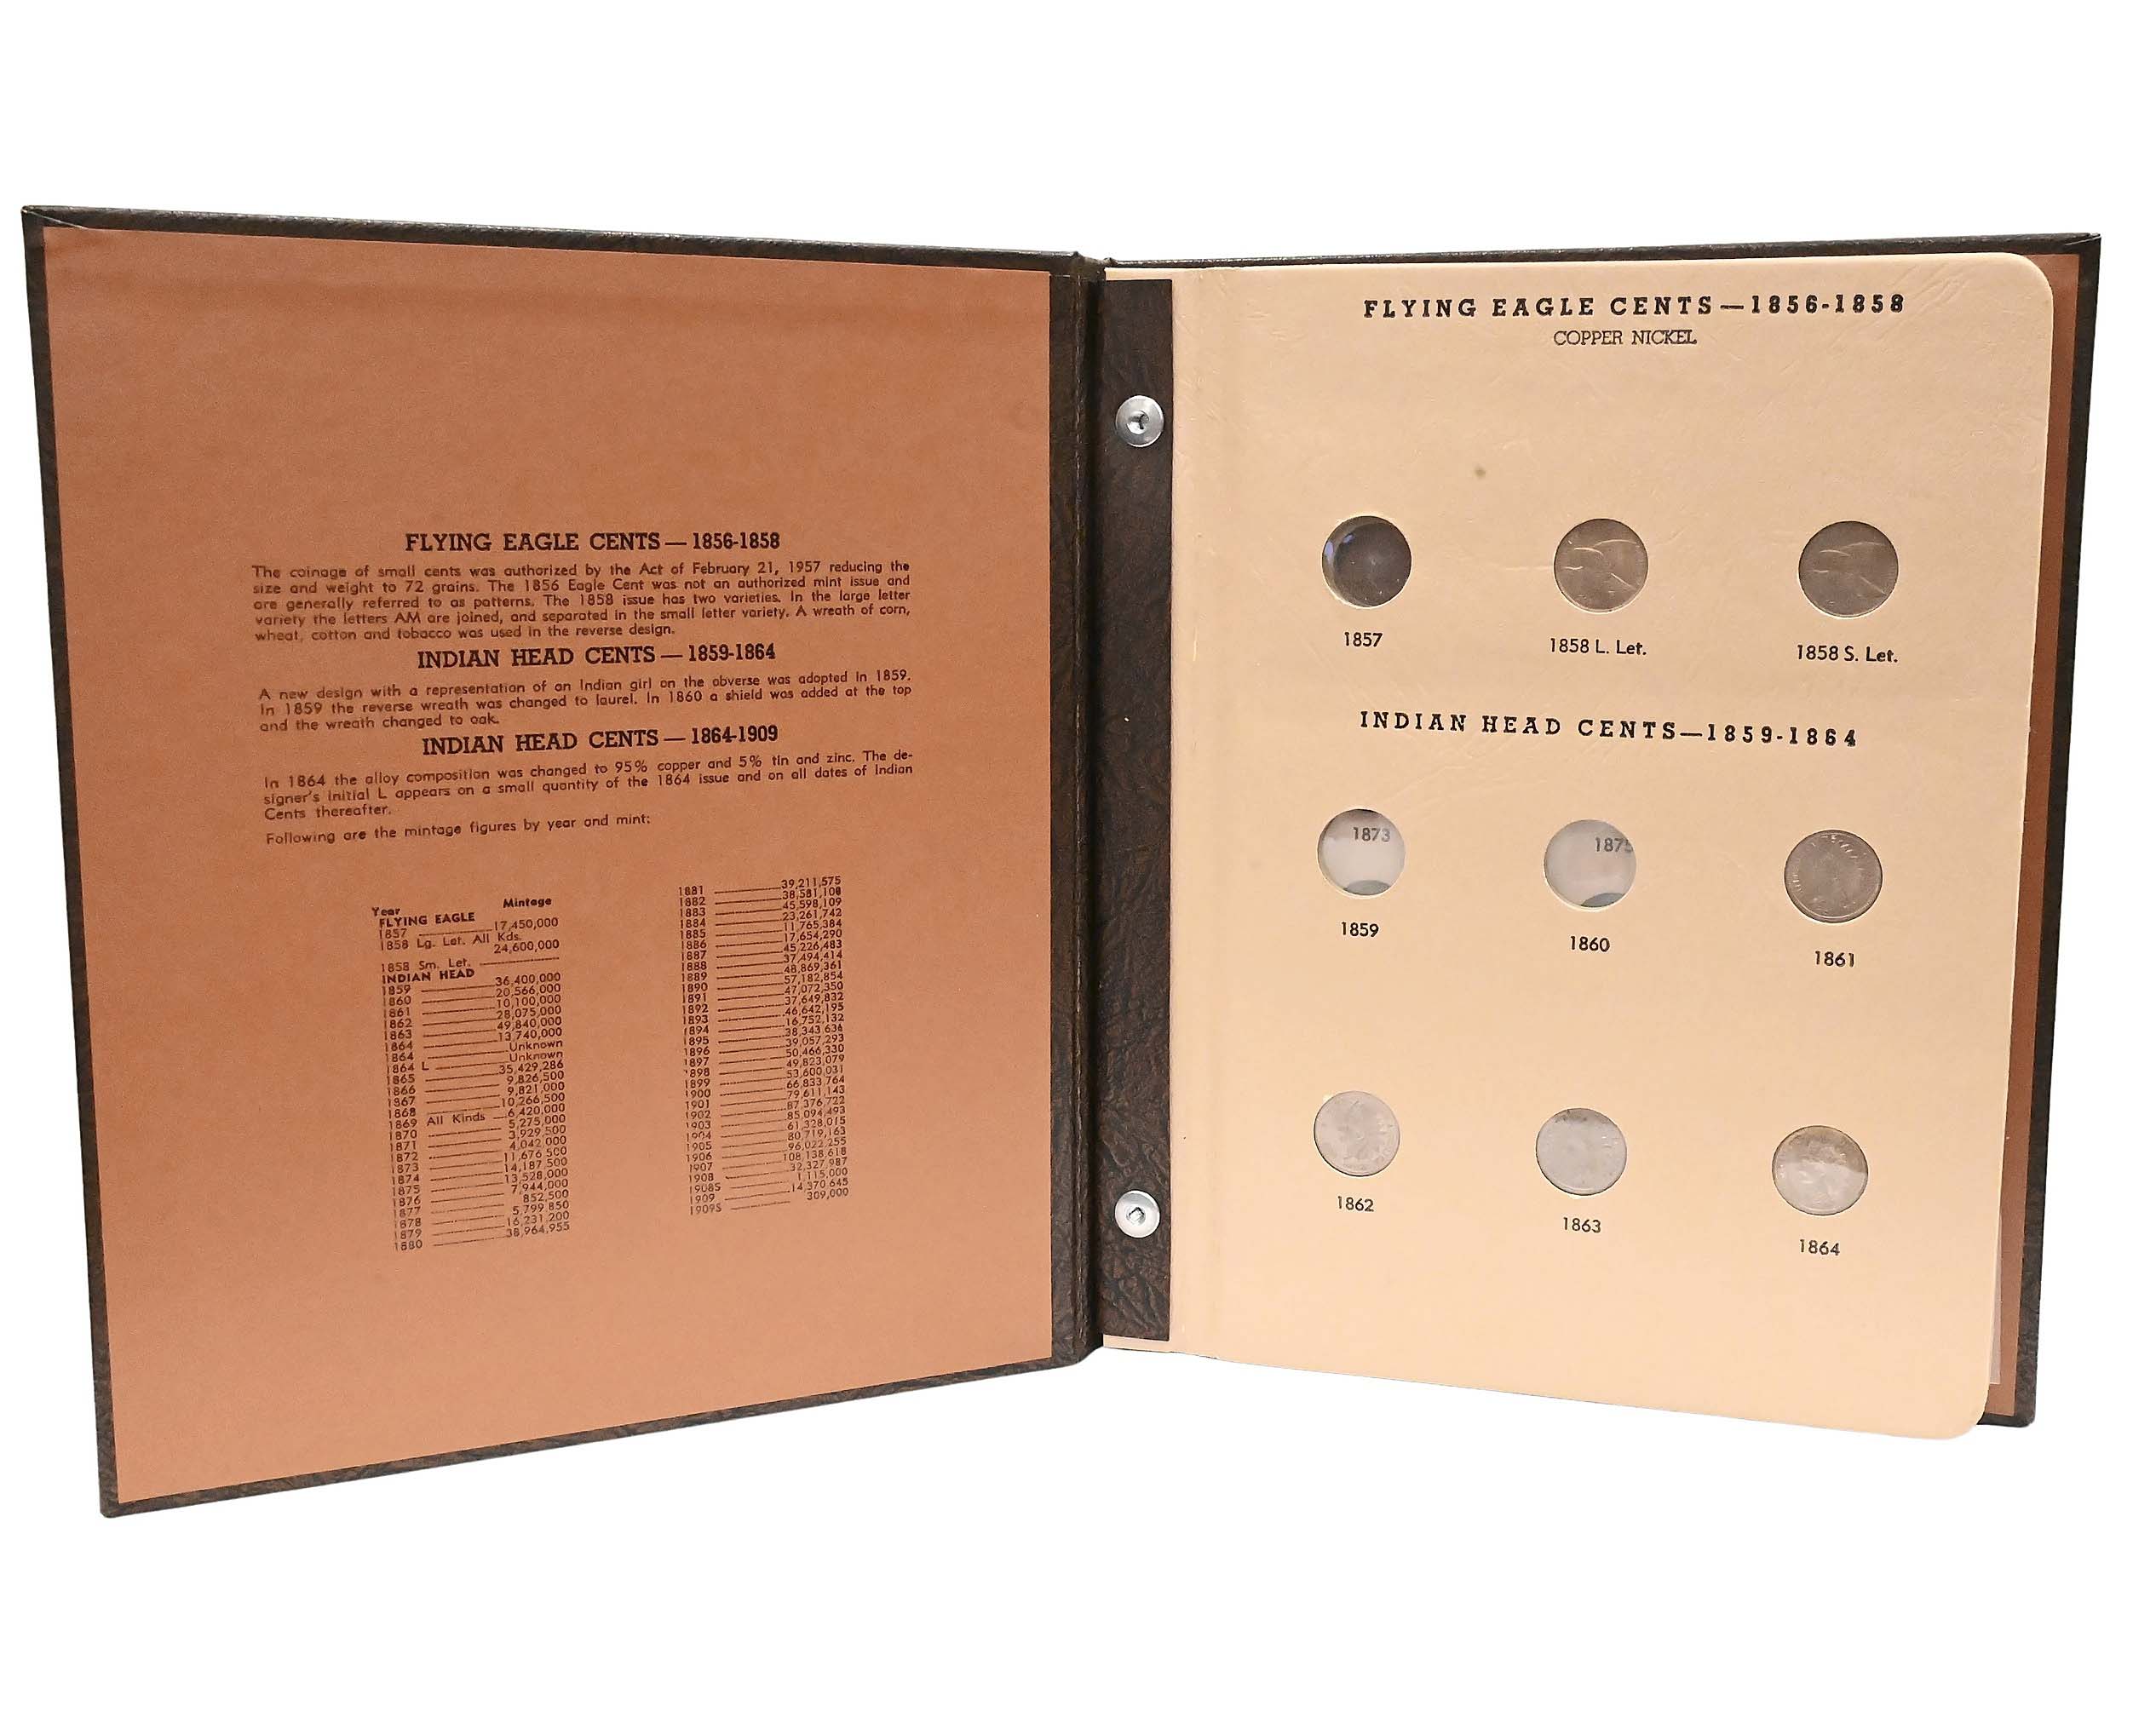 FLYING EAGLE CENTS — 1856-1858
The coinage of small cents was authorized by the Act of February 21, 1957 reducing the
size and weight to 72 grains. The 1856 Eagle Cent was not an authorized mint issue and
are generally referred to as patterns. The 1858 issue has two varieties. In the large letter
variety the letters AM are joined, and separated in the small letter variety. A wreath of corn,
wheat, cotton and tobacco was used in the reverse design.
INDIAN HEAD CENTS — 1859-1864
A new design with a representation of an Indian girl on the obverse was adopted in 1859.
In 1859 the reverse wreath was changed to laurel. In 1860 a shield was added at the top
and the wreath changed to oak.
INDIAN HEAD CENTS — 1864-1909
In 1864 the alloy composition was changed to 95% copper and 5% tin and zinc. The de-
signer's initial L appears on a small quantity of the 1864 issue and on all dates of Indian
Cents thereafter.
Following are the mintage figures by year and mint:
Year Mintage
FLYING EAGLE
1857 17,450,000
1858 Lg. Let. All Kds.
24,600,000
1858 Sm. Let.
INDIAN HEAD
1859 36,400,000
1860 20,566,000
1861 10,100,000
1862 28,075,000
1863 49,840,000
1864 13,740,000
1864 Unknown
1864 L Unknown
1865 35,429,286
1866 9,826,500
1867 9,821,000
1868 10,266,500
1869 All Kinds 6,420,000
1870 5,275,000
1871 3,929,500
1872 4,042,000
1873 11,676,500
1874 14,187,500
1875 13,528,000
1876 7,944,000
1877 852,500
1878 5,799,850
1879 16,231,200
1880 38,964,955
1881 39,211,575
1882 38,581,100
1883 45,598,109
1884 23,261,742
1885 11,765,384
1886 17,654,290
1887 45,226,483
1888 37,494,414
1889 48,869,361
1890 57,182,854
1891 47,072,350
1892 37,649,832
1893 46,642,195
1894 16,752,132
1895 38,343,636
1896 39,057,293
1897 50,466,330
1898 49,823,079
1899 53,600,031
1900 66,833,764
1901 79,611,143
1902 87,376,722
1903 85,094,493
1904 61,328,015
1905 80,719,163
1906 96,022,255
1907 108,138,618
1908 32,327,987
1908S 1,115,000
1909 14,370,645
1909S 309,000
FLYING EAGLE CENTS—1856-1858
COPPER NICKEL
1857
1858 L. Let.
1858 S. Let.
INDIAN HEAD CENTS—1859-1864
1873
1875
1859
1860
1861
1862
1863
1864